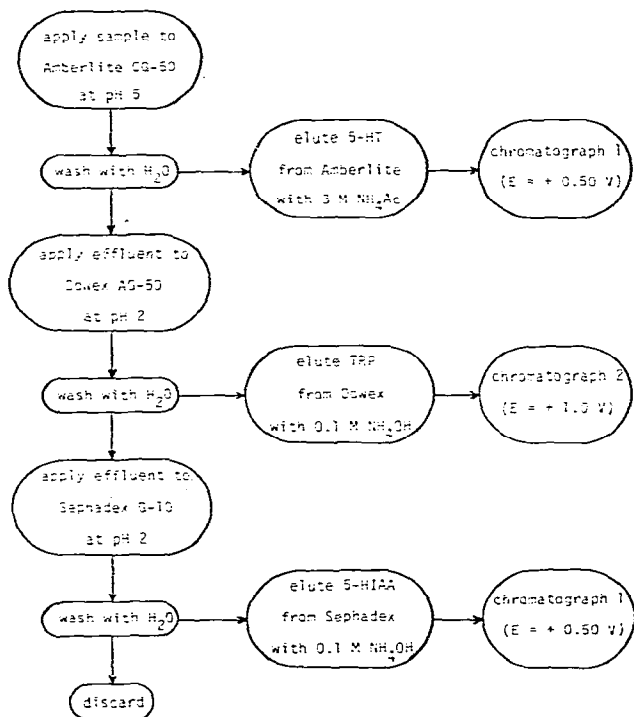 apply sample to
Amberlite CG-50
at pH 5
wash with H₂O
elute 5-HT
from Amberlite
with 3 M NH₄Ac
chromatograph 1
(E = + 0.50 V)
apply effluent to
Dowex AG-50
at pH 2
wash with H₂O
elute TRP
from Dowex
with 0.1 M NH₄OH
chromatograph 2
(E = + 1.0 V)
apply effluent to
Sephadex G-10
at pH 2
wash with H₂O
elute 5-HIAA
from Sephadex
with 0.1 M NH₄OH
chromatograph 1
(E = + 0.50 V)
discard